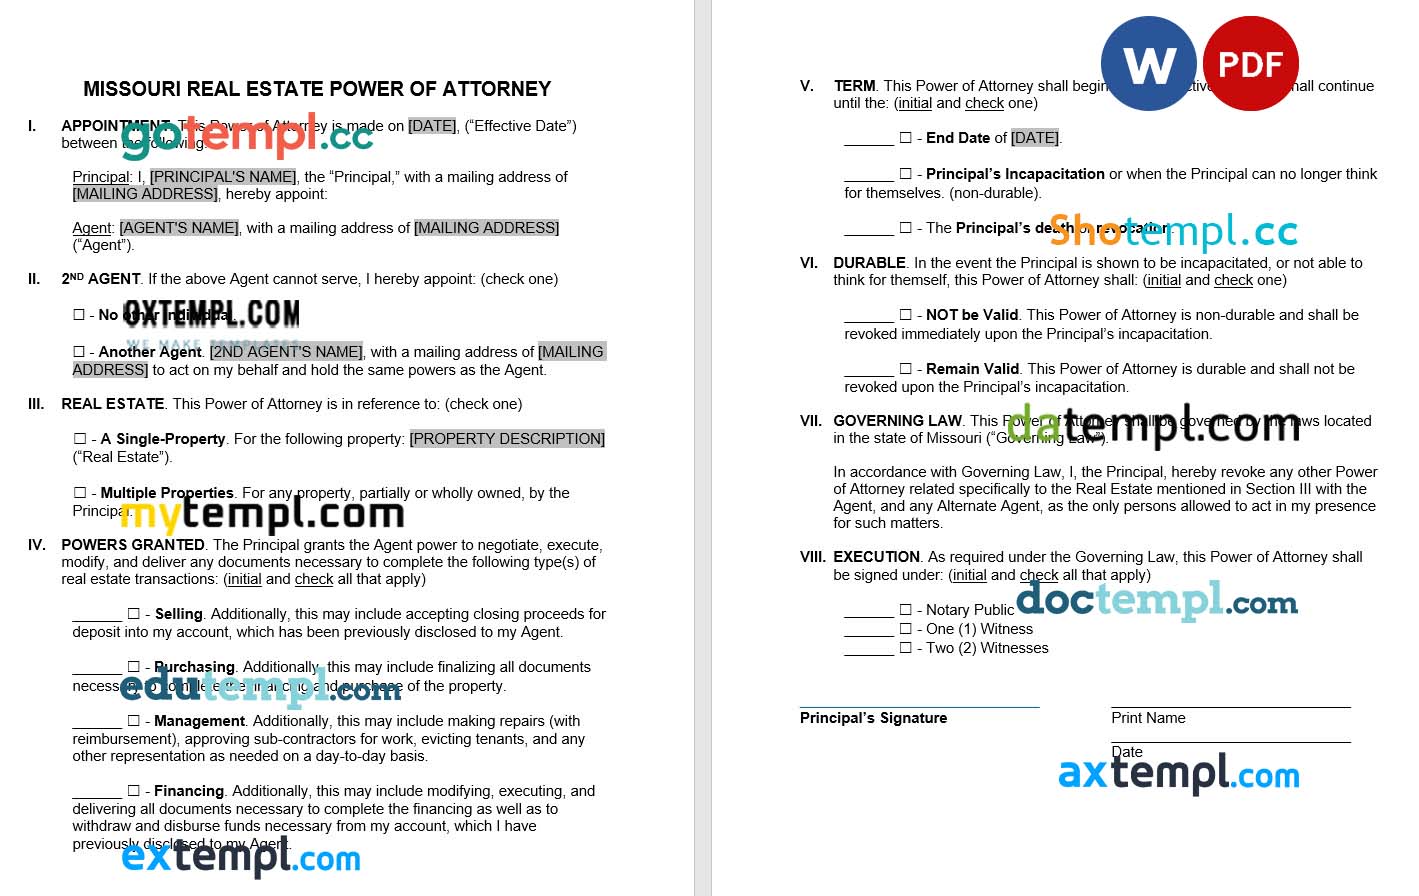 MISSOURI REAL ESTATE POWER OF ATTORNEY
I. APPOINTMENT. This Power of Attorney is made on [DATE], (“Effective Date”)
between the following:
gotempl.cc
Principal: I, [PRINCIPAL'S NAME], the “Principal,” with a mailing address of
[MAILING ADDRESS], hereby appoint:
Agent: [AGENT'S NAME], with a mailing address of [MAILING ADDRESS]
(“Agent”).
II. 2ND AGENT. If the above Agent cannot serve, I hereby appoint: (check one)
☐ - No other individual.
OXTEMPL.COM
WE MAKE TEMPLATES
☐ - Another Agent. [2ND AGENT'S NAME], with a mailing address of [MAILING
ADDRESS] to act on my behalf and hold the same powers as the Agent.
III. REAL ESTATE. This Power of Attorney is in reference to: (check one)
☐ - A Single-Property. For the following property: [PROPERTY DESCRIPTION]
(“Real Estate”).
☐ - Multiple Properties. For any property, partially or wholly owned, by the
Principal.
mytempl.com
IV. POWERS GRANTED. The Principal grants the Agent power to negotiate, execute,
modify, and deliver any documents necessary to complete the following type(s) of
real estate transactions: (initial and check all that apply)
______ ☐ - Selling. Additionally, this may include accepting closing proceeds for
deposit into my account, which has been previously disclosed to my Agent.
______ ☐ - Purchasing. Additionally, this may include finalizing all documents
necessary to complete the financing and purchase of the property.
edutempl.com
______ ☐ - Management. Additionally, this may include making repairs (with
reimbursement), approving sub-contractors for work, evicting tenants, and any
other representation as needed on a day-to-day basis.
______ ☐ - Financing. Additionally, this may include modifying, executing, and
delivering all documents necessary to complete the financing as well as to
withdraw and disburse funds necessary from my account, which I have
previously disclosed to my Agent.
extempl.com
W PDF
V. TERM. This Power of Attorney shall begin shall continue
until the: (initial and check one)
______ ☐ - End Date of [DATE].
______ ☐ - Principal’s Incapacitation or when the Principal can no longer think
for themselves. (non-durable).
______ ☐ - The Principal’s death or revocation.
Shotempl.cc
VI. DURABLE. In the event the Principal is shown to be incapacitated, or not able to
think for themself, this Power of Attorney shall: (initial and check one)
______ ☐ - NOT be Valid. This Power of Attorney is non-durable and shall be
revoked immediately upon the Principal’s incapacitation.
______ ☐ - Remain Valid. This Power of Attorney is durable and shall not be
revoked upon the Principal’s incapacitation.
VII. GOVERNING LAW. This Power of Attorney shall be governed by the laws located
in the state of Missouri (“Governing Law”).
datempl.com
In accordance with Governing Law, I, the Principal, hereby revoke any other Power
of Attorney related specifically to the Real Estate mentioned in Section III with the
Agent, and any Alternate Agent, as the only persons allowed to act in my presence
for such matters.
VIII. EXECUTION. As required under the Governing Law, this Power of Attorney shall
be signed under: (initial and check all that apply)
______ ☐ - Notary Public
doctempl.com
______ ☐ - One (1) Witness
______ ☐ - Two (2) Witnesses
Principal’s Signature
Print Name
Date
axtempl.com